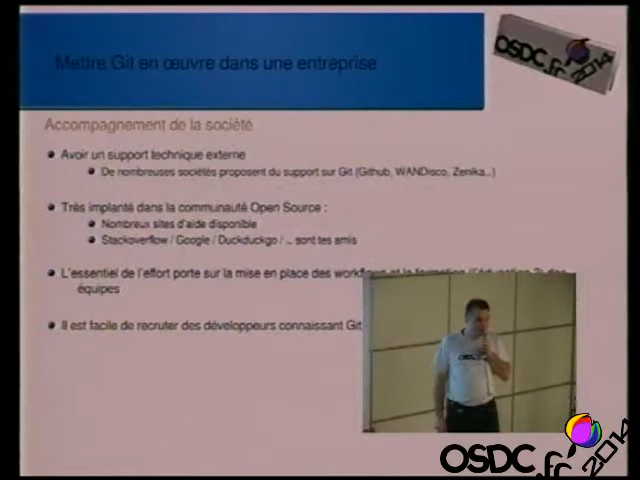 Mettre Git en œuvre dans une entreprise
OSDC.fr 2014
Accompagnement de la société
Avoir un support technique externe
De nombreuses sociétés proposent du support sur Git (Github, WANDisco, Zenika...)
Très implanté dans la communauté Open Source :
Nombreux sites d'aide disponible
Stackoverflow / Google / Duckduckgo / ... sont tes amis
L'essentiel de l'effort porte sur la mise en place des workflows et la formation (l'éducation ?) des
équipes
Il est facile de recruter des développeurs connaissant Git
OSDC
OSDC.fr 2014